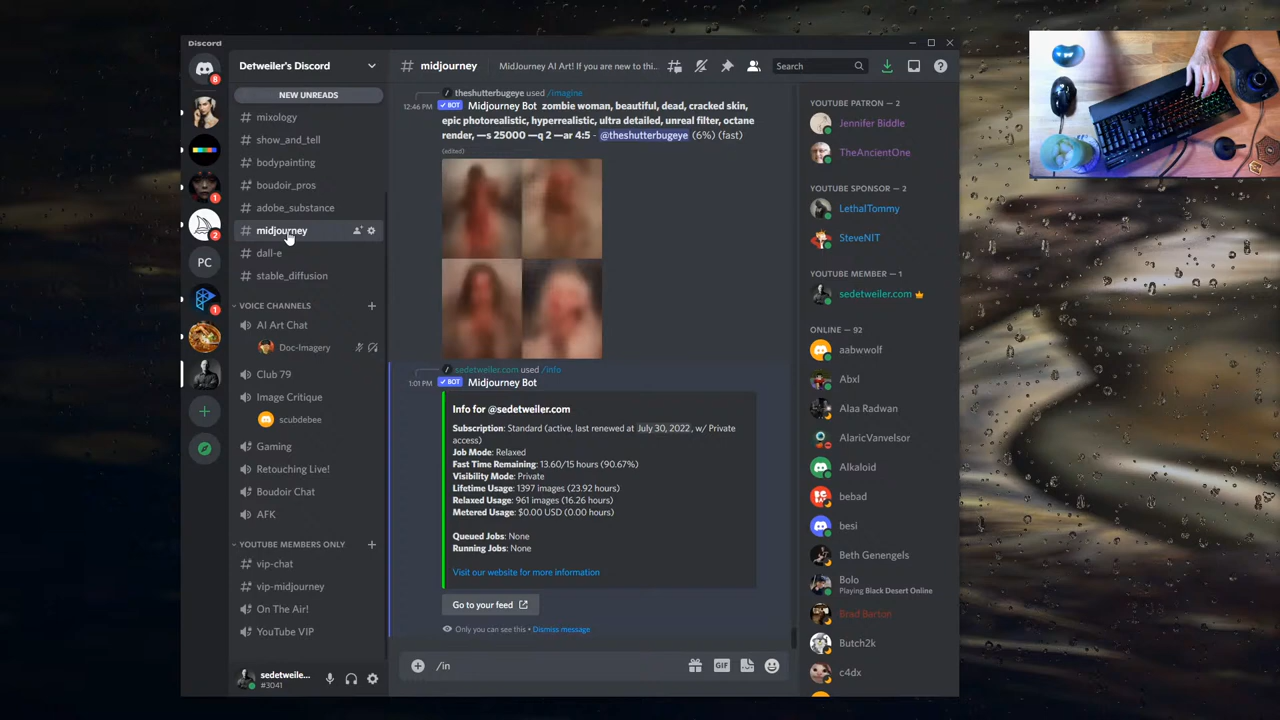 Discord
Detweiler's Discord
NEW UNREADS
mixology
show_and_tell
bodypainting
boudoir_pros
adobe_substance
midjourney
dall-e
stable_diffusion
VOICE CHANNELS
AI Art Chat
Doc-Imagery
Club 79
Image Critique
scubdebee
Gaming
Retouching Live!
Boudoir Chat
AFK
YOUTUBE MEMBERS ONLY
vip-chat
vip-midjourney
On The Air!
YouTube VIP
sedetweile...
#3041
8
1
2
PC
1
# midjourney
MidJourney AI Art! If you are new to thi...
Search
theshutterbugeye used /imagine
12:46 PM ✓ BOT Midjourney Bot zombie woman, beautiful, dead, cracked skin,
epic photorealistic, hyperrealistic, ultra detailed, unreal filter, octane
render, —s 25000 —q 2 —ar 4:5 - @theshutterbugeye (6%) (fast)
(edited)
sedetweiler.com used /info
1:01 PM ✓ BOT Midjourney Bot
Info for @sedetweiler.com
Subscription: Standard (active, last renewed at July 30, 2022, w/ Private
access)
Job Mode: Relaxed
Fast Time Remaining: 13.60/15 hours (90.67%)
Visibility Mode: Private
Lifetime Usage: 1397 images (23.92 hours)
Relaxed Usage: 961 images (16.26 hours)
Metered Usage: $0.00 USD (0.00 hours)
Queued Jobs: None
Running Jobs: None
Visit our website for more information
Go to your feed
Only you can see this • Dismiss message
/in
GIF
YOUTUBE PATRON — 2
Jennifer Biddle
TheAncientOne
YOUTUBE SPONSOR — 2
LethalTommy
SteveNIT
YOUTUBE MEMBER — 1
sedetweiler.com
ONLINE — 92
aabwwolf
Abxl
Alaa Radwan
AlaricVanvelsor
Alkaloid
bebad
besi
Beth Genengels
Bolo
Playing Black Desert Online
Brad Barton
Butch2k
c4dx